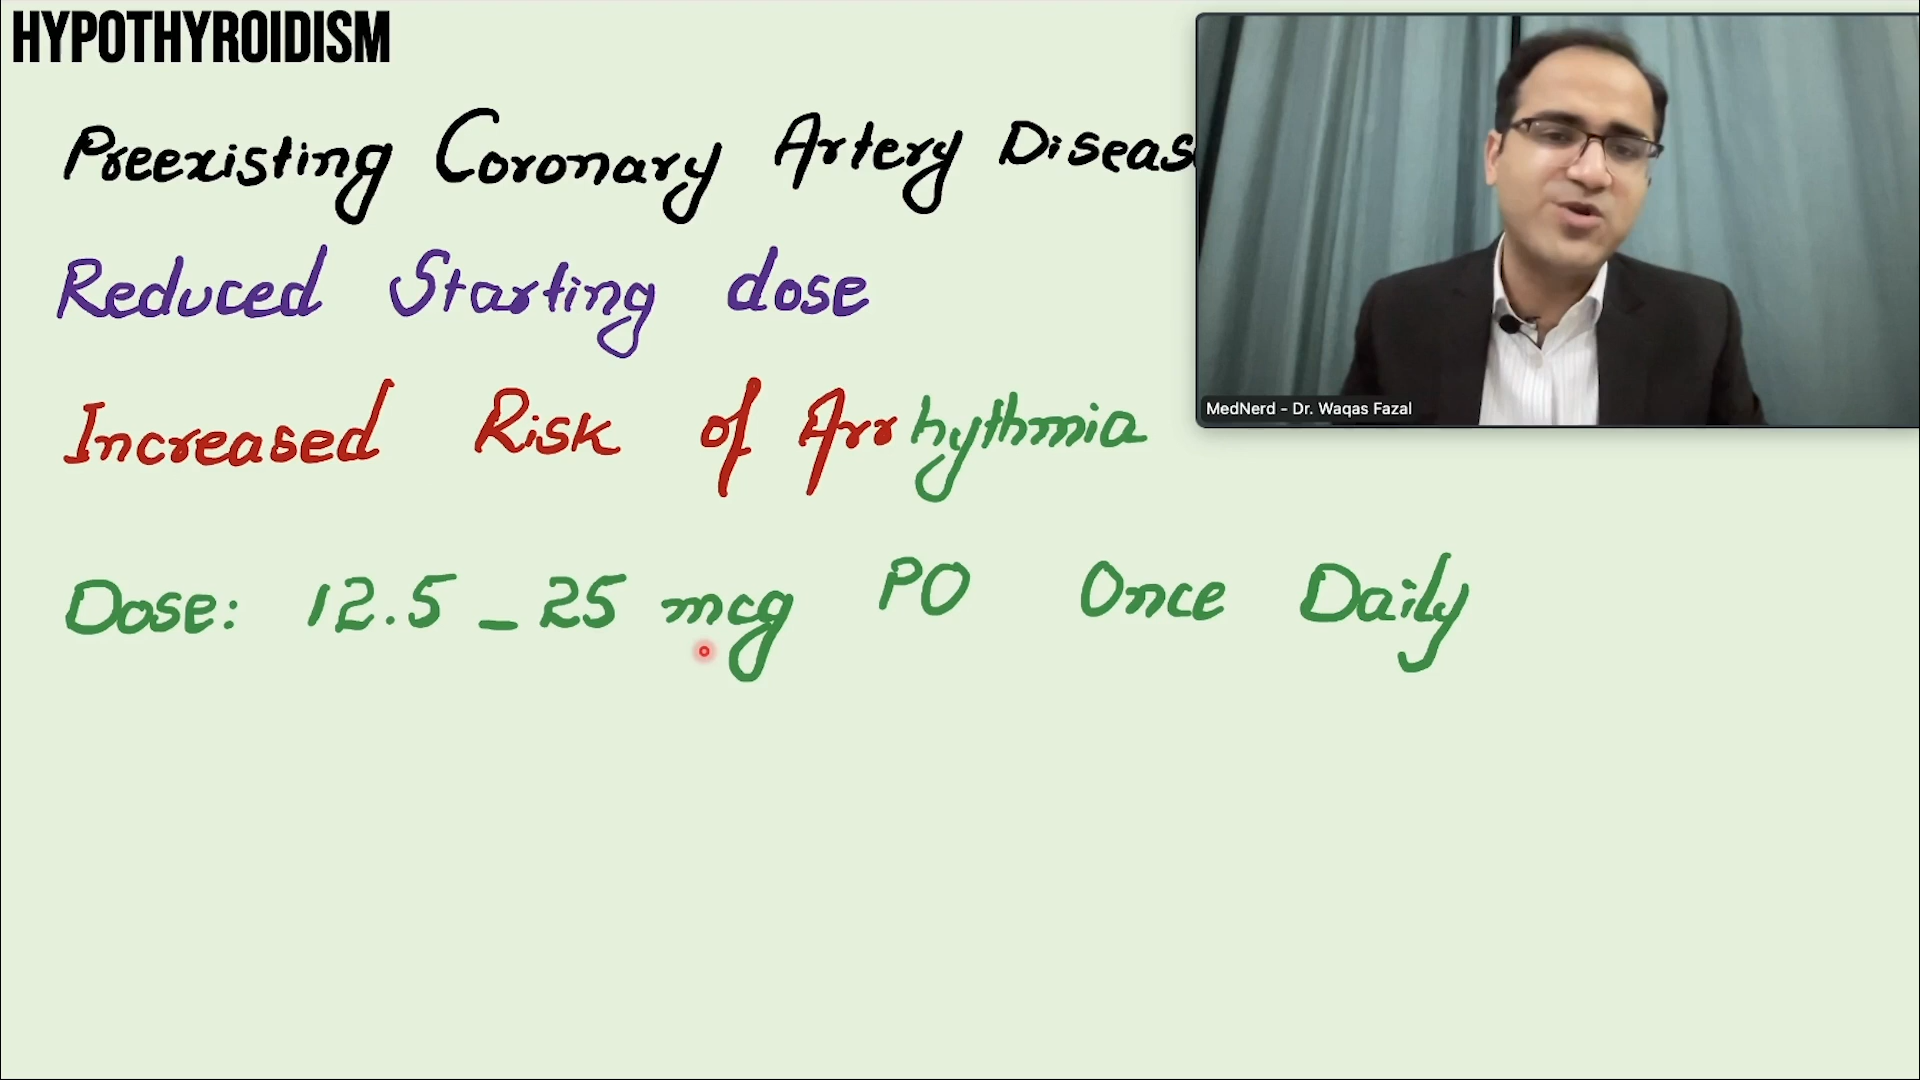 HYPOTHYROIDISM
Preexisting Coronary Artery Diseas
Reduced Starting dose
Increased Risk of Arrhythmia
Dose: 12.5 - 25 mcg PO Once Daily
MedNerd - Dr. Waqas Fazal